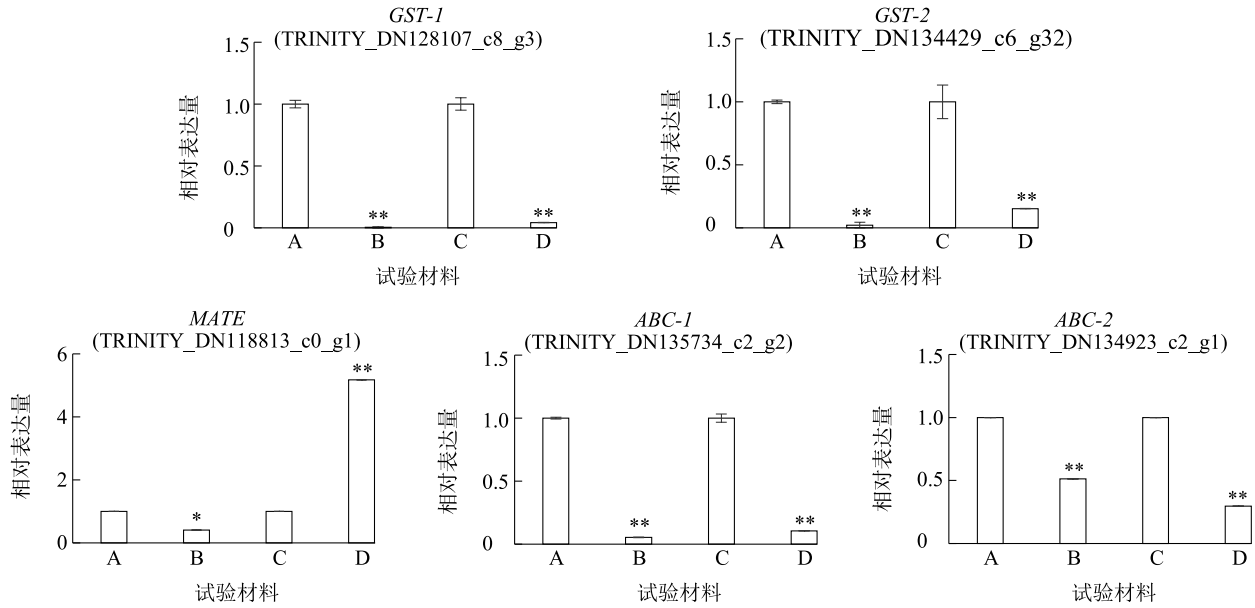 GST-1
(TRINITY_DN128107_c8_g3)
1.5
1.0
0.5
0
相对表达量
**
**
A B C D
试验材料
GST-2
(TRINITY_DN134429_c6_g32)
1.5
1.0
0.5
0
相对表达量
**
**
A B C D
试验材料
MATE
(TRINITY_DN118813_c0_g1)
6
4
2
0
相对表达量
*
**
A B C D
试验材料
ABC-1
(TRINITY_DN135734_c2_g2)
1.5
1.0
0.5
0
相对表达量
**
**
A B C D
试验材料
ABC-2
(TRINITY_DN134923_c2_g1)
1.5
1.0
0.5
0
相对表达量
**
**
A B C D
试验材料